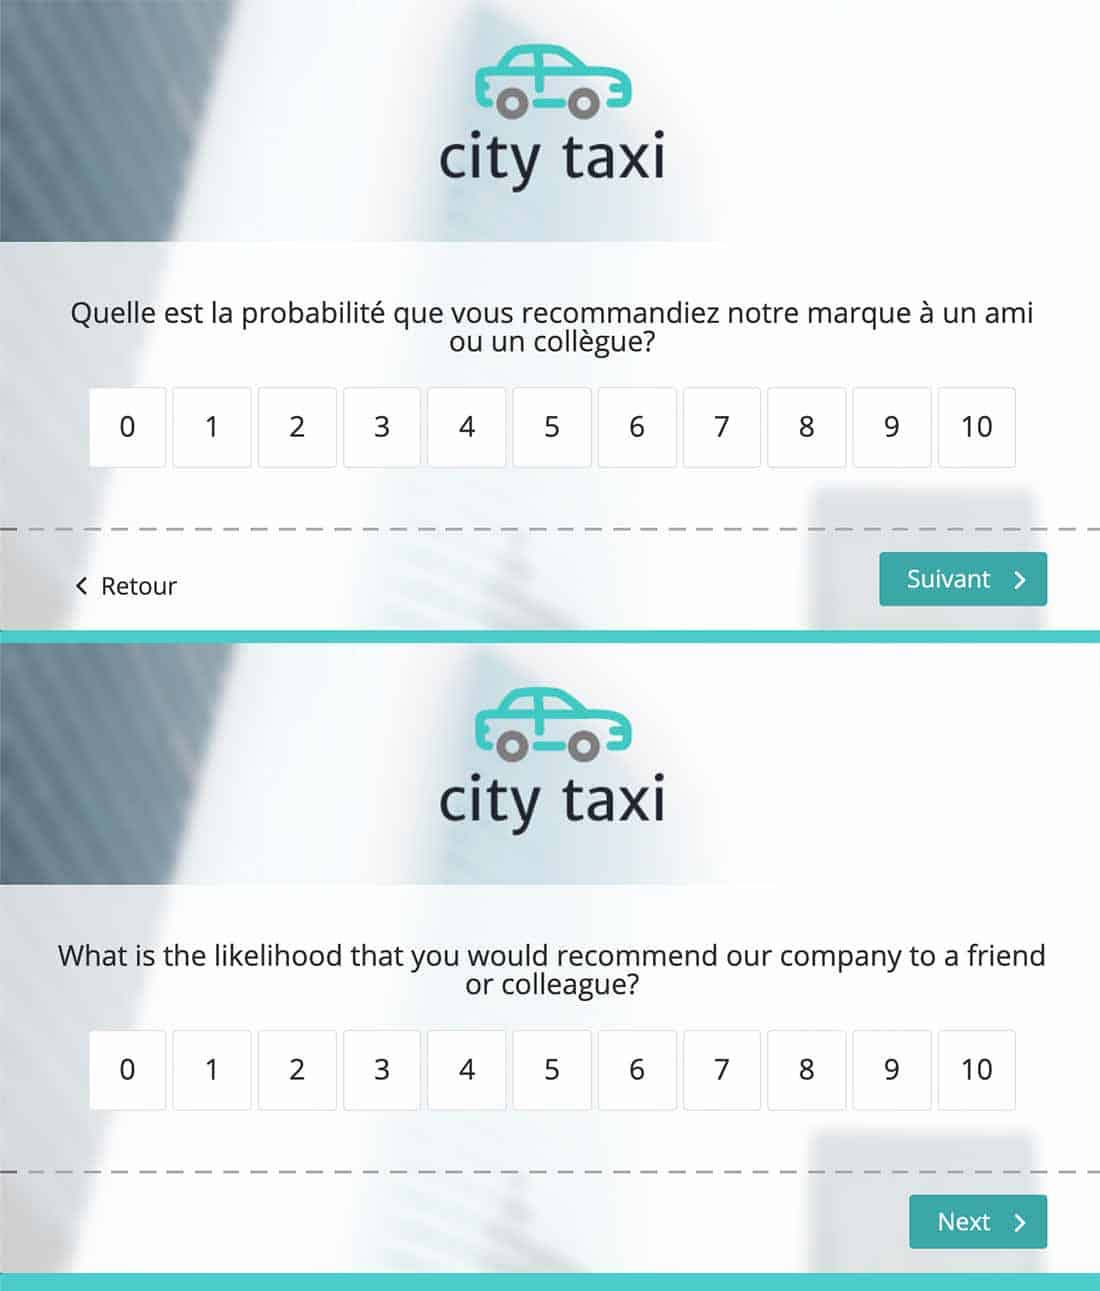 city taxi
Quelle est la probabilité que vous recommandiez notre marque à un ami
ou un collègue?
0 1 2 3 4 5 6 7 8 9 10
Retour
Suivant
city taxi
What is the likelihood that you would recommend our company to a friend
or colleague?
0 1 2 3 4 5 6 7 8 9 10
Next